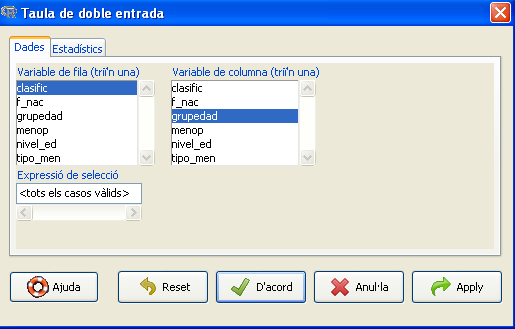 Taula de doble entrada
Dades
Estadístics
Variable de fila (trïi'n una)
clasific
f_nac
grupedad
menop
nivel_ed
tipo_men
Variable de columna (trïi'n una)
clasific
f_nac
grupedad
menop
nivel_ed
tipo_men
Expressió de selecció
<tots els casos vàlids>
Ajuda
Reset
D'acord
Anul·la
Apply